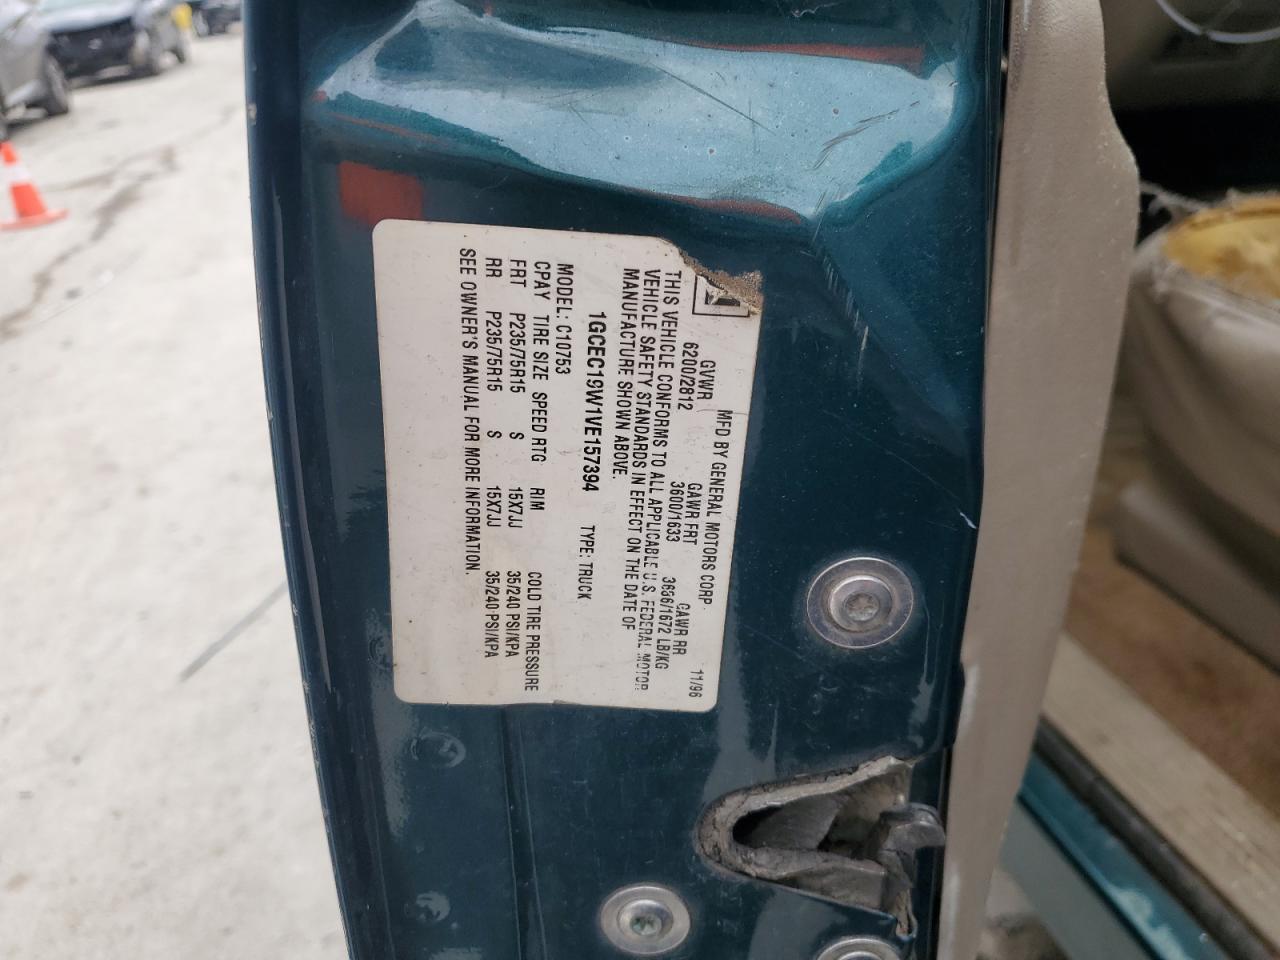 MFD BY GENERAL MOTORS CORP. 11/96
GVWR GAWR FRT GAWR RR
6200/2812 3600/1633 3686/1672 LB/KG
THIS VEHICLE CONFORMS TO ALL APPLICABLE U.S. FEDERAL MOTOR
VEHICLE SAFETY STANDARDS IN EFFECT ON THE DATE OF
MANUFACTURE SHOWN ABOVE.
1GCEC19W1VE157394 TYPE: TRUCK
MODEL: C10753
CPAY TIRE SIZE SPEED RTG RIM COLD TIRE PRESSURE
FRT P235/75R15 S 15X7JJ 35/240 PSI/KPA
RR P235/75R15 S 15X7JJ 35/240 PSI/KPA
SEE OWNER'S MANUAL FOR MORE INFORMATION.